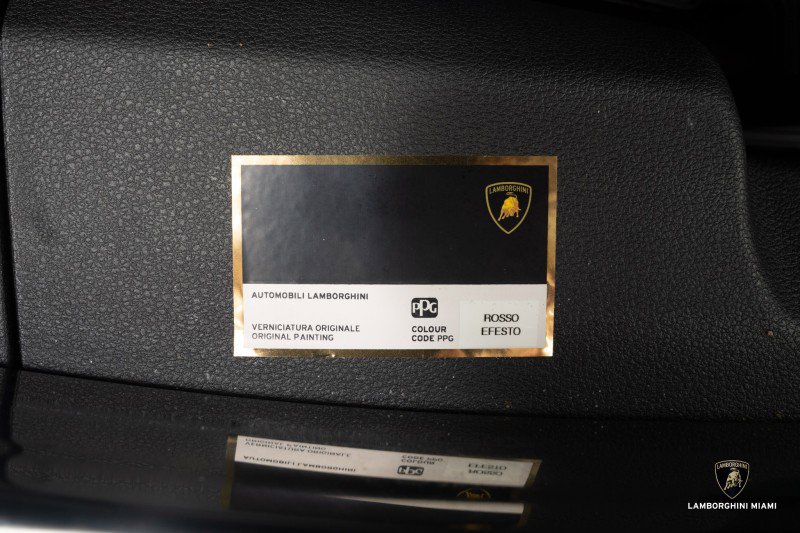 LAMBORGHINI
AUTOMOBILI LAMBORGHINI
VERNICIATURA ORIGINALE
ORIGINAL PAINTING
PPG
COLOUR
CODE PPG
ROSSO
EFESTO
LAMBORGHINI
LAMBORGHINI MIAMI